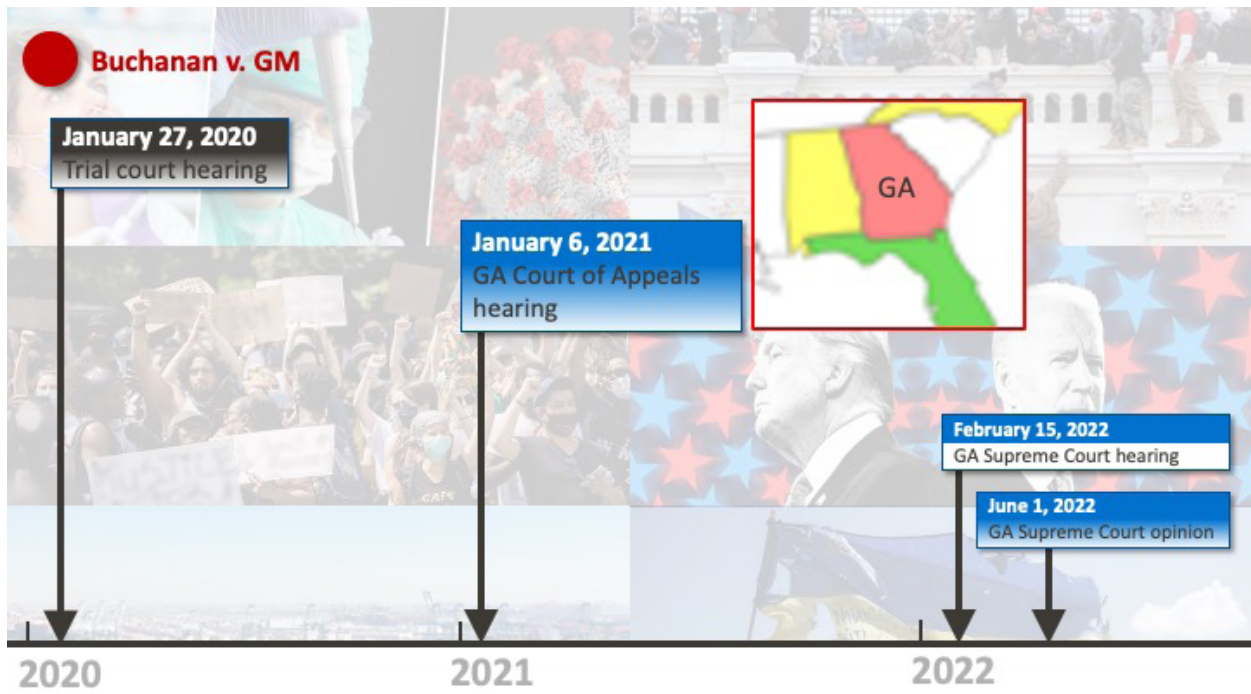 Buchanan v. GM
January 27, 2020
Trial court hearing
January 6, 2021
GA Court of Appeals
hearing
GA
February 15, 2022
GA Supreme Court hearing
June 1, 2022
GA Supreme Court opinion
2020
2021
2022